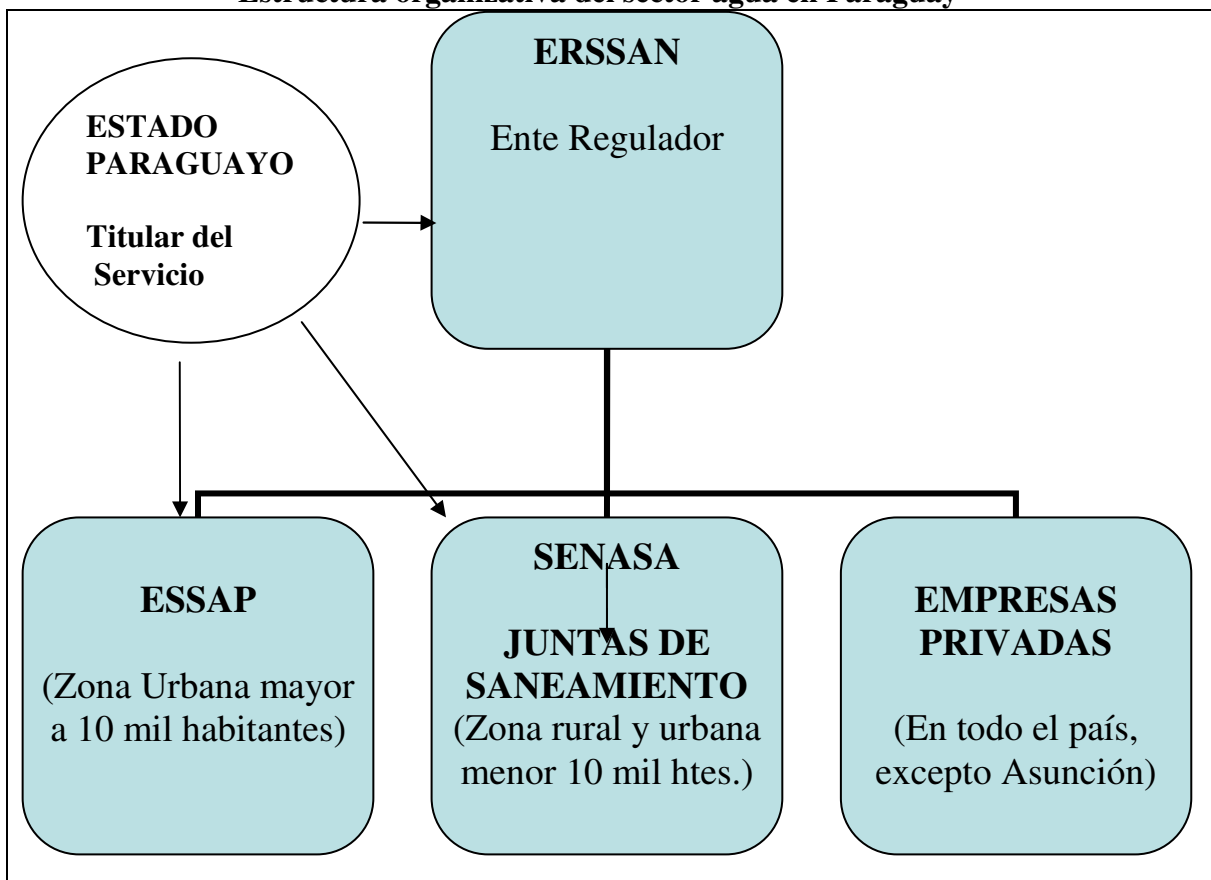 Estructura organizativa del sector agua en Paraguay
ERSSAN
Ente Regulador
ESTADO
PARAGUAYO
Titular del
Servicio
ESSAP
(Zona Urbana mayor
a 10 mil habitantes)
SENASA
JUNTAS DE
SANEAMIENTO
(Zona rural y urbana
menor 10 mil htes.)
EMPRESAS
PRIVADAS
(En todo el país,
excepto Asunción)